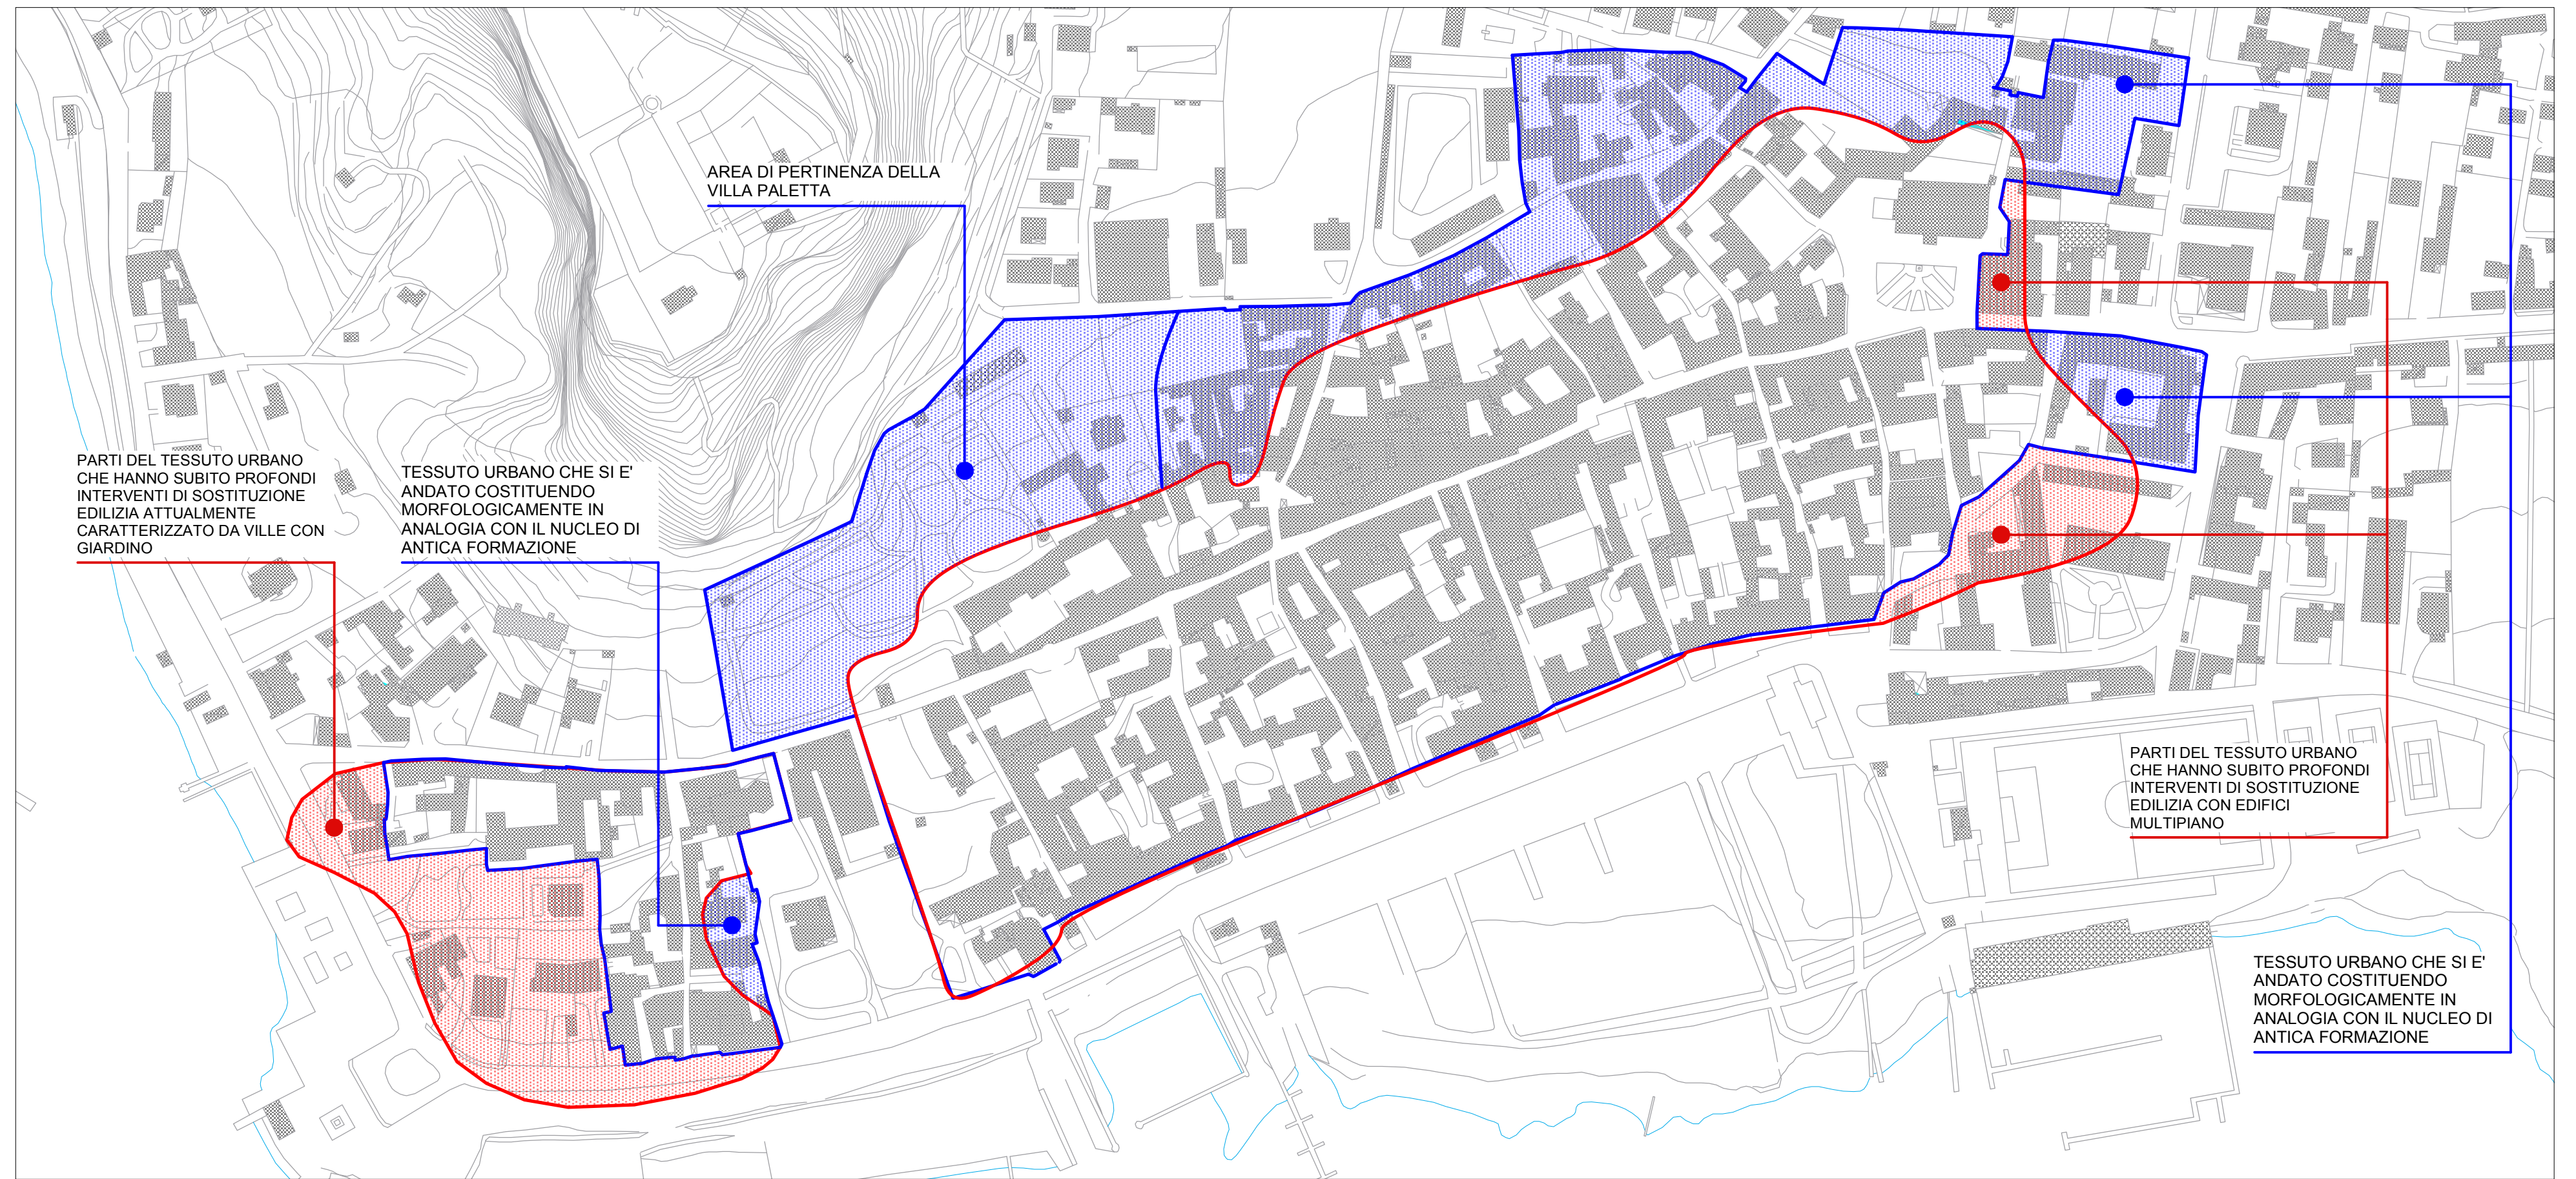 AREA DI PERTINENZA DELLA
VILLA PALETTA
PARTI DEL TESSUTO URBANO
CHE HANNO SUBITO PROFONDI
INTERVENTI DI SOSTITUZIONE
EDILIZIA ATTUALMENTE
CARATTERIZZATO DA VILLE CON
GIARDINO
TESSUTO URBANO CHE SI E'
ANDATO COSTITUENDO
MORFOLOGICAMENTE IN
ANALOGIA CON IL NUCLEO DI
ANTICA FORMAZIONE
PARTI DEL TESSUTO URBANO
CHE HANNO SUBITO PROFONDI
INTERVENTI DI SOSTITUZIONE
EDILIZIA CON EDIFICI
MULTIPIANO
TESSUTO URBANO CHE SI E'
ANDATO COSTITUENDO
MORFOLOGICAMENTE IN
ANALOGIA CON IL NUCLEO DI
ANTICA FORMAZIONE